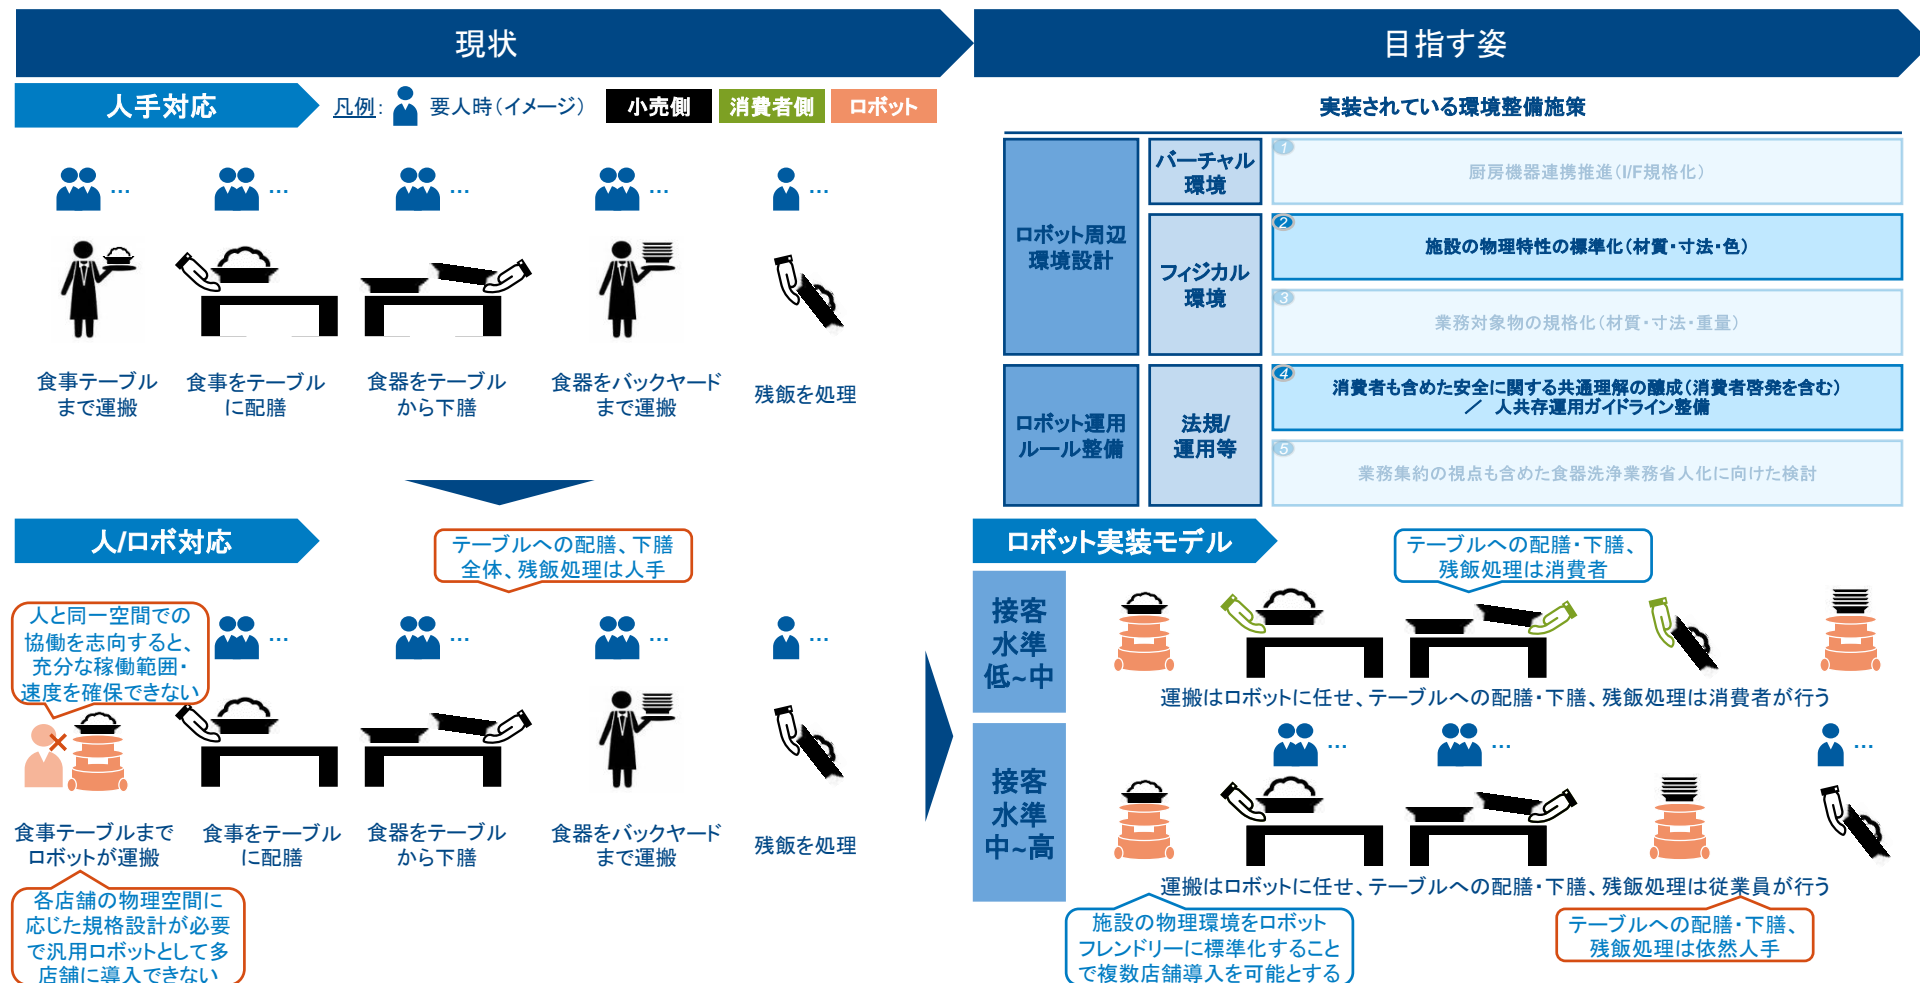 現状
目指す姿
人手対応
凡例:
要人時(イメージ)
小売側
消費者側
ロボット
…
…
…
…
…
食事テーブル
まで運搬
食事をテーブル
に配膳
食器をテーブル
から下膳
食器をバックヤード
まで運搬
残飯を処理
人/ロボ対応
テーブルへの配膳、下膳
全体、残飯処理は人手
人と同一空間での
協働を志向すると、
充分な稼働範囲・
速度を確保できない
…
…
…
…
食事テーブルまで
ロボットが運搬
食事をテーブル
に配膳
食器をテーブル
から下膳
食器をバックヤード
まで運搬
残飯を処理
各店舗の物理空間に
応じた規格設計が必要
で汎用ロボットとして多
店舗に導入できない
実装されている環境整備施策
ロボット周辺
環境設計
バーチャル
環境
1
厨房機器連携推進(I/F規格化)
フィジカル
環境
2
施設の物理特性の標準化(材質・寸法・色)
3
業務対象物の規格化(材質・寸法・重量)
ロボット運用
ルール整備
法規/
運用等
4
消費者も含めた安全に関する共通理解の醸成(消費者啓発を含む)
/ 人共存運用ガイドライン整備
5
業務集約の視点も含めた食器洗浄業務省人化に向けた検討
ロボット実装モデル
テーブルへの配膳・下膳、
残飯処理は消費者
接客
水準
低~中
運搬はロボットに任せ、テーブルへの配膳・下膳、残飯処理は消費者が行う
接客
水準
中~高
…
…
…
運搬はロボットに任せ、テーブルへの配膳・下膳、残飯処理は従業員が行う
施設の物理環境をロボット
フレンドリーに標準化すること
で複数店舗導入を可能とする
テーブルへの配膳・下膳、
残飯処理は依然人手